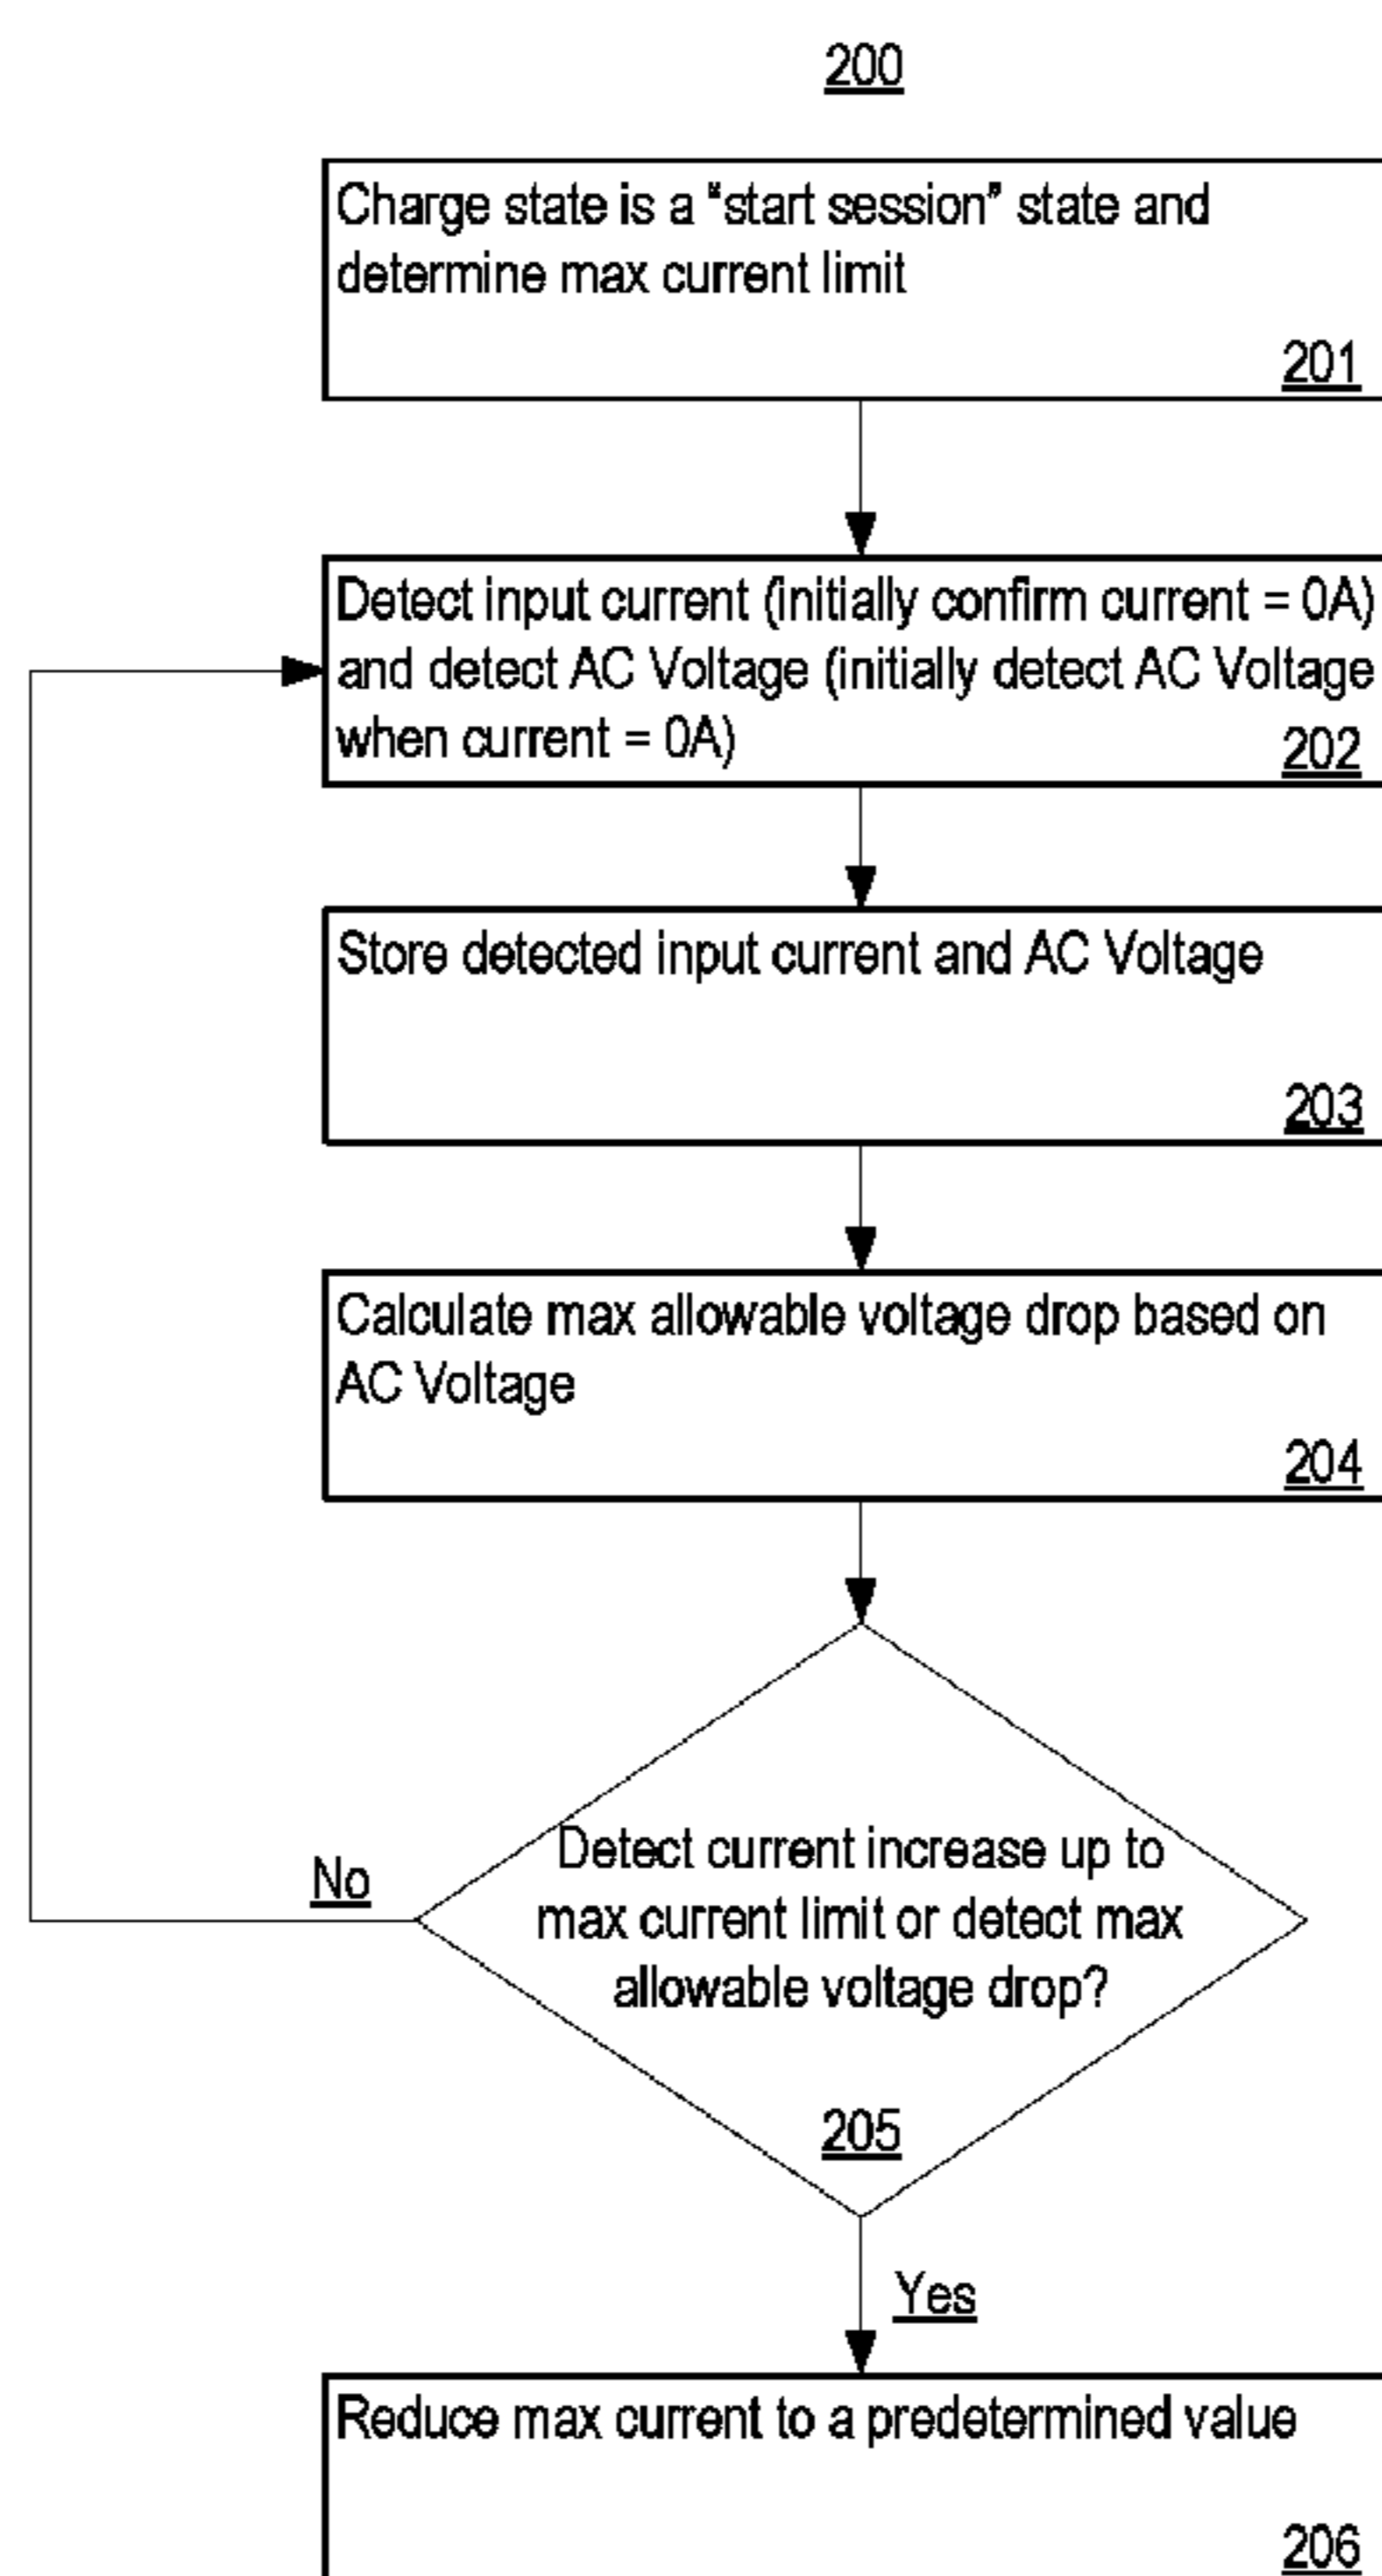 200
Charge state is a "start session" state and
determine max current limit
201
Detect input current (initially confirm current = 0A)
and detect AC Voltage (initially detect AC Voltage
when current = 0A)
202
Store detected input current and AC Voltage
203
Calculate max allowable voltage drop based on
AC Voltage
204
Detect current increase up to
max current limit or detect max
allowable voltage drop?
205
No
Yes
Reduce max current to a predetermined value
206